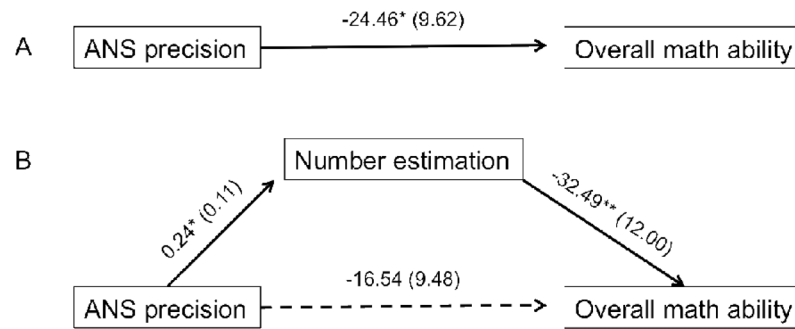 A
ANS precision
-24.46* (9.62)
Overall math ability
B
Number estimation
0.24* (0.11)
-32.49** (12.00)
-16.54 (9.48)
ANS precision
Overall math ability